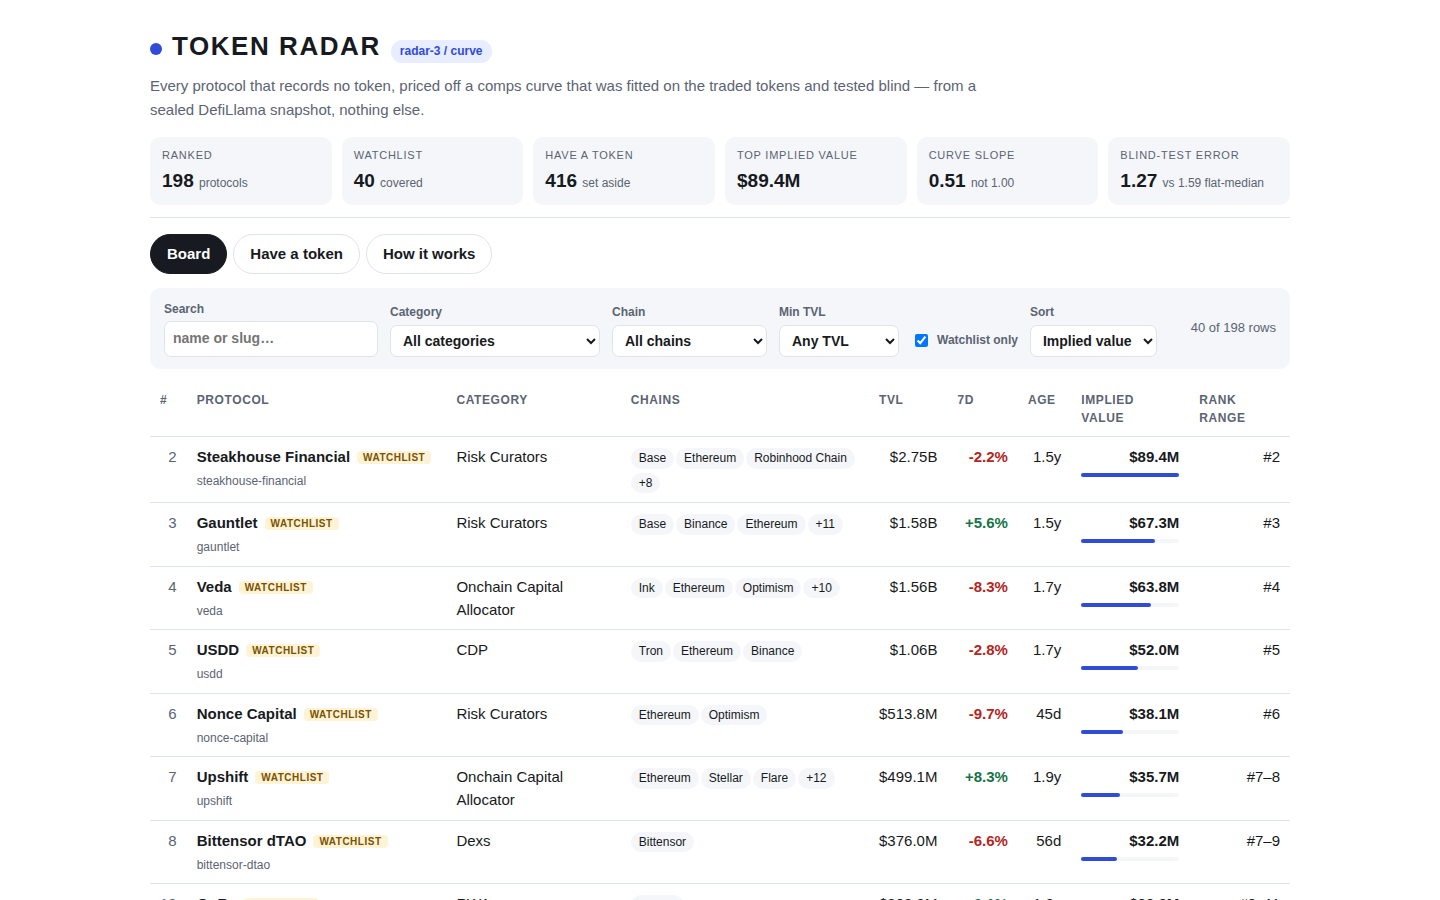 TOKEN RADAR radar-3 / curve
Every protocol that records no token, priced off a comps curve that was fitted on the traded tokens and tested blind — from a
sealed DefiLlama snapshot, nothing else.
RANKED
198 protocols
WATCHLIST
40 covered
HAVE A TOKEN
416 set aside
TOP IMPLIED VALUE
$89.4M
CURVE SLOPE
0.51 not 1.00
BLIND-TEST ERROR
1.27 vs 1.59 flat-median
Board
Have a token
How it works
Search
name or slug…
Category
All categories
Chain
All chains
Min TVL
Any TVL
Watchlist only
Sort
Implied value
40 of 198 rows
# PROTOCOL CATEGORY CHAINS TVL 7D AGE IMPLIED VALUE RANK RANGE
2 Steakhouse Financial WATCHLIST Risk Curators Base Ethereum Robinhood Chain $2.75B -2.2% 1.5y $89.4M #2
steakhouse-financial +8
3 Gauntlet WATCHLIST Risk Curators Base Binance Ethereum +11 $1.58B +5.6% 1.5y $67.3M #3
gauntlet
4 Veda WATCHLIST Onchain Capital Ink Ethereum Optimism +10 $1.56B -8.3% 1.7y $63.8M #4
veda Allocator
5 USDD WATCHLIST CDP Tron Ethereum Binance $1.06B -2.8% 1.7y $52.0M #5
usdd
6 Nonce Capital WATCHLIST Risk Curators Ethereum Optimism $513.8M -9.7% 45d $38.1M #6
nonce-capital
7 Upshift WATCHLIST Onchain Capital Ethereum Stellar Flare +12 $499.1M +8.3% 1.9y $35.7M #7–8
upshift Allocator
8 Bittensor dTAO WATCHLIST Dexs Bittensor $376.0M -6.6% 56d $32.2M #7–9
bittensor-dtao